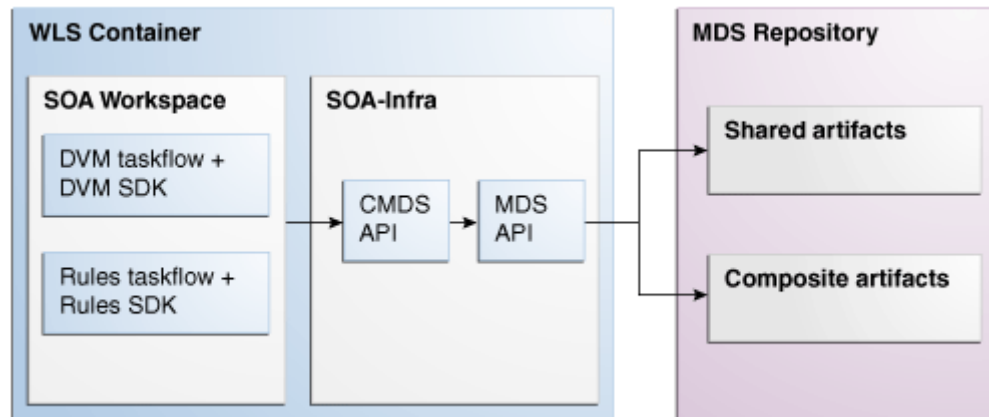 WLS Container
SOA Workspace
DVM taskflow +
DVM SDK
Rules taskflow +
Rules SDK
SOA-Infra
CMDS
API
MDS
API
MDS Repository
Shared artifacts
Composite artifacts